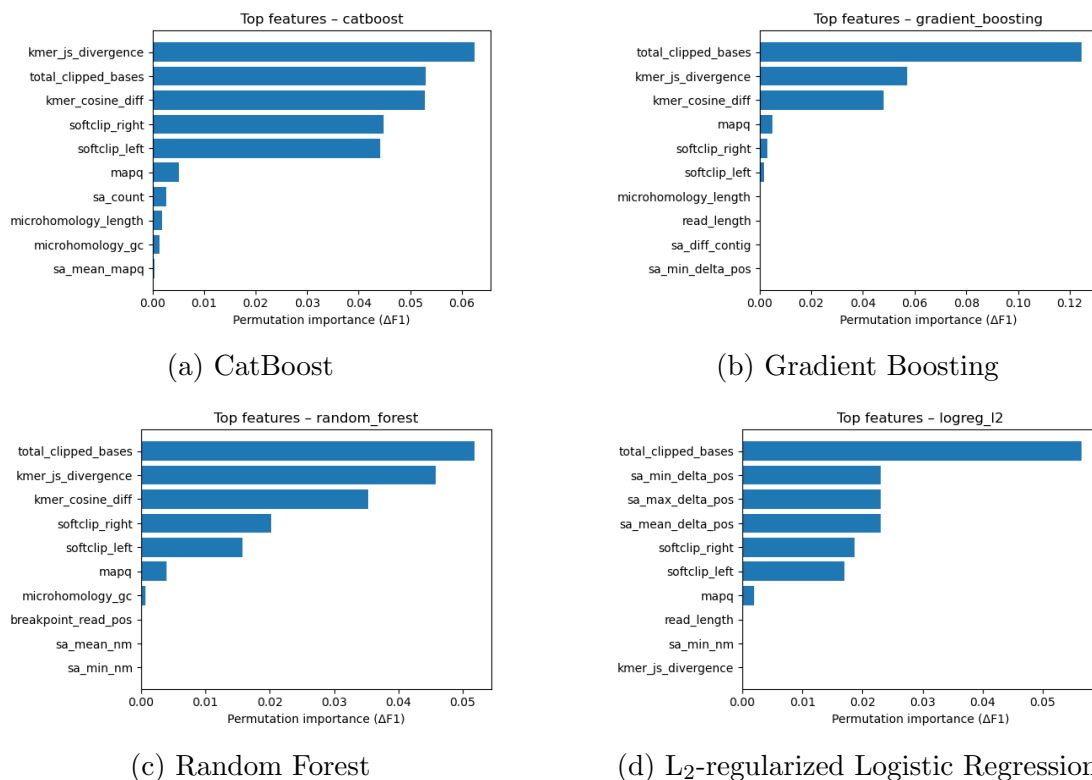 Top features – catboost
kmer_js_divergence
total_clipped_bases
kmer_cosine_diff
softclip_right
softclip_left
mapq
sa_count
microhomology_length
microhomology_gc
sa_mean_mapq
0.00 0.01 0.02 0.03 0.04 0.05 0.06
Permutation importance (ΔF1)
(a) CatBoost
Top features – gradient_boosting
total_clipped_bases
kmer_js_divergence
kmer_cosine_diff
mapq
softclip_right
softclip_left
microhomology_length
read_length
sa_diff_contig
sa_min_delta_pos
0.00 0.02 0.04 0.06 0.08 0.10 0.12
Permutation importance (ΔF1)
(b) Gradient Boosting
Top features – random_forest
total_clipped_bases
kmer_js_divergence
kmer_cosine_diff
softclip_right
softclip_left
mapq
microhomology_gc
breakpoint_read_pos
sa_mean_nm
sa_min_nm
0.00 0.01 0.02 0.03 0.04 0.05
Permutation importance (ΔF1)
(c) Random Forest
Top features – logreg_l2
total_clipped_bases
sa_min_delta_pos
sa_max_delta_pos
sa_mean_delta_pos
softclip_right
softclip_left
mapq
read_length
sa_min_nm
kmer_js_divergence
0.00 0.01 0.02 0.03 0.04 0.05
Permutation importance (ΔF1)
(d) L₂-regularized Logistic Regression